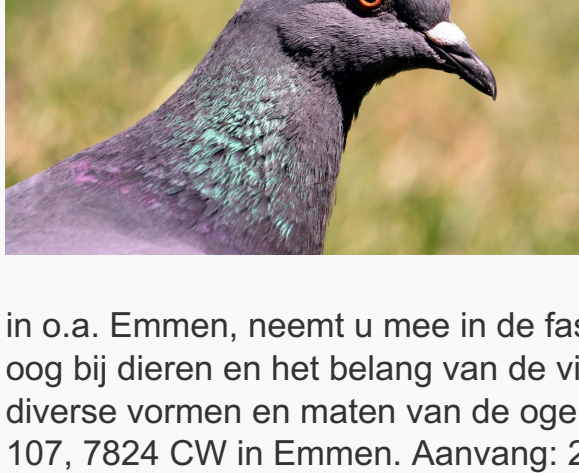 in o.a. Emmen, neemt u mee in de
oog bij dieren en het belang van de
diverse vormen en maten van de
107, 7824 CW in Emmen. Aanvang: